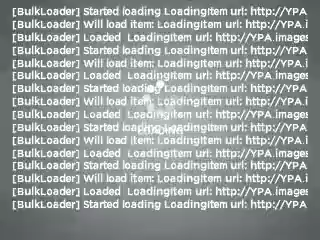 [BulkLoader] Started loading LoadingItem url: http://YPA
[BulkLoader] Will load item: LoadingItem url: http://YPA.i
[BulkLoader] Loaded LoadingItem url: http://YPA.images
[BulkLoader] Started loading LoadingItem url: http://YPA
[BulkLoader] Will load item: LoadingItem url: http://YPA.i
[BulkLoader] Loaded LoadingItem url: http://YPA.images
[BulkLoader] Started loading LoadingItem url: http://YPA
[BulkLoader] Will load item: LoadingItem url: http://YPA.i
[BulkLoader] Loaded LoadingItem url: http://YPA.images
[BulkLoader] Started loading LoadingItem url: http://YPA
LOADING
[BulkLoader] Will load item: LoadingItem url: http://YPA.i
[BulkLoader] Loaded LoadingItem url: http://YPA.images
[BulkLoader] Started loading LoadingItem url: http://YPA
[BulkLoader] Will load item: LoadingItem url: http://YPA.i
[BulkLoader] Loaded LoadingItem url: http://YPA.images
[BulkLoader] Started loading LoadingItem url: http://YPA